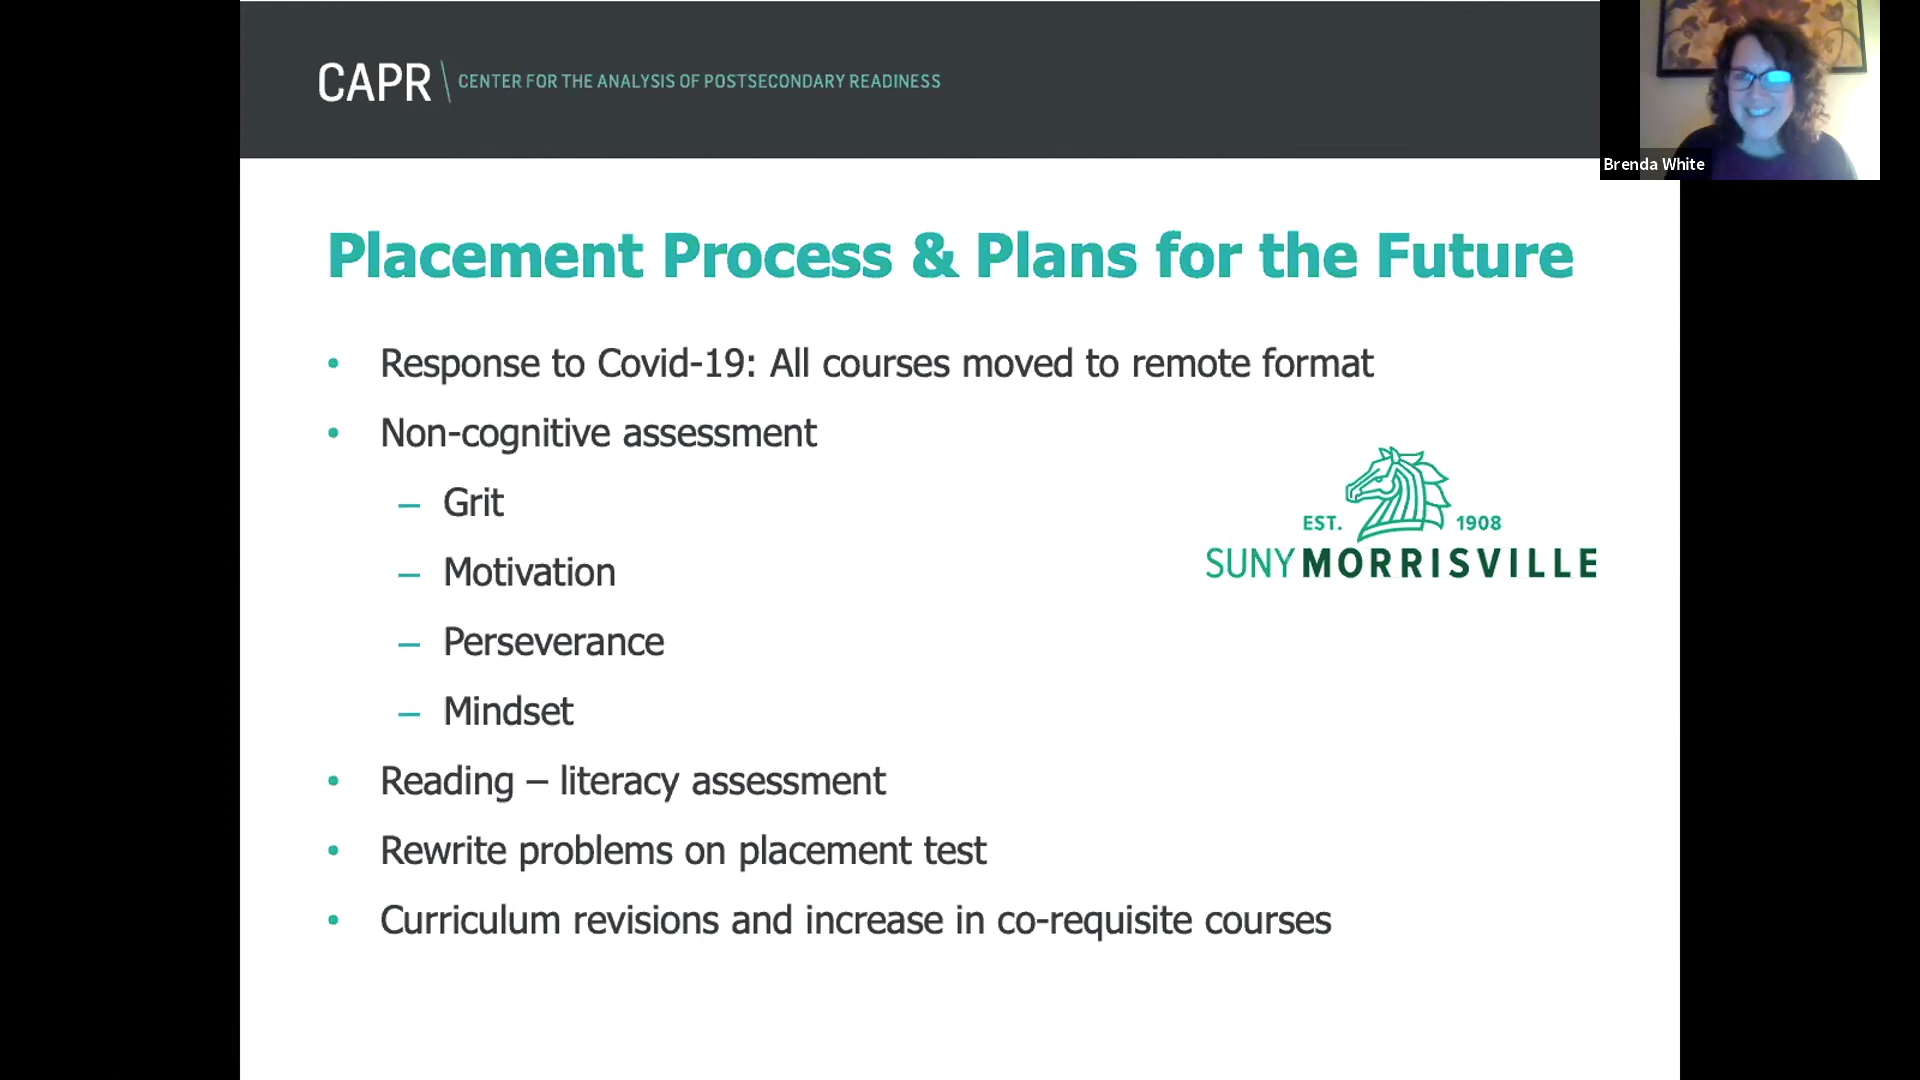 CAPR CENTER FOR THE ANALYSIS OF POSTSECONDARY READINESS
Brenda White
Placement Process & Plans for the Future
• Response to Covid-19: All courses moved to remote format
• Non-cognitive assessment
– Grit
– Motivation
– Perseverance
– Mindset
• Reading – literacy assessment
• Rewrite problems on placement test
• Curriculum revisions and increase in co-requisite courses
EST. 1908
SUNY MORRISVILLE